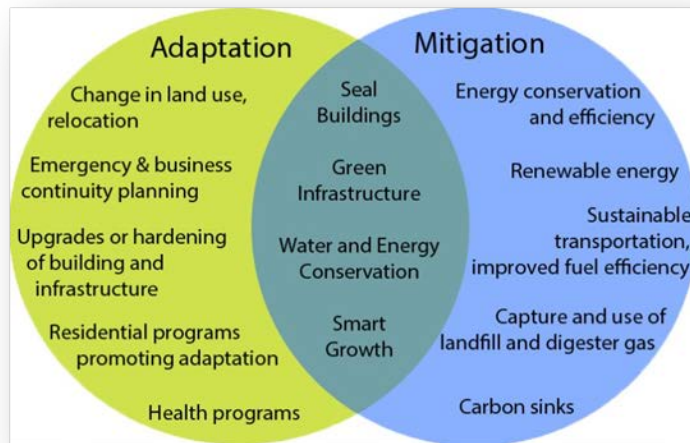 Adaptation
Change in land use,
relocation
Emergency & business
continuity planning
Upgrades or hardening
of building and
infrastructure
Residential programs
promoting adaptation
Health programs
Seal
Buildings
Green
Infrastructure
Water and Energy
Conservation
Smart
Growth
Mitigation
Energy conservation
and efficiency
Renewable energy
Sustainable
transportation,
improved fuel efficiency
Capture and use of
landfill and digester gas
Carbon sinks